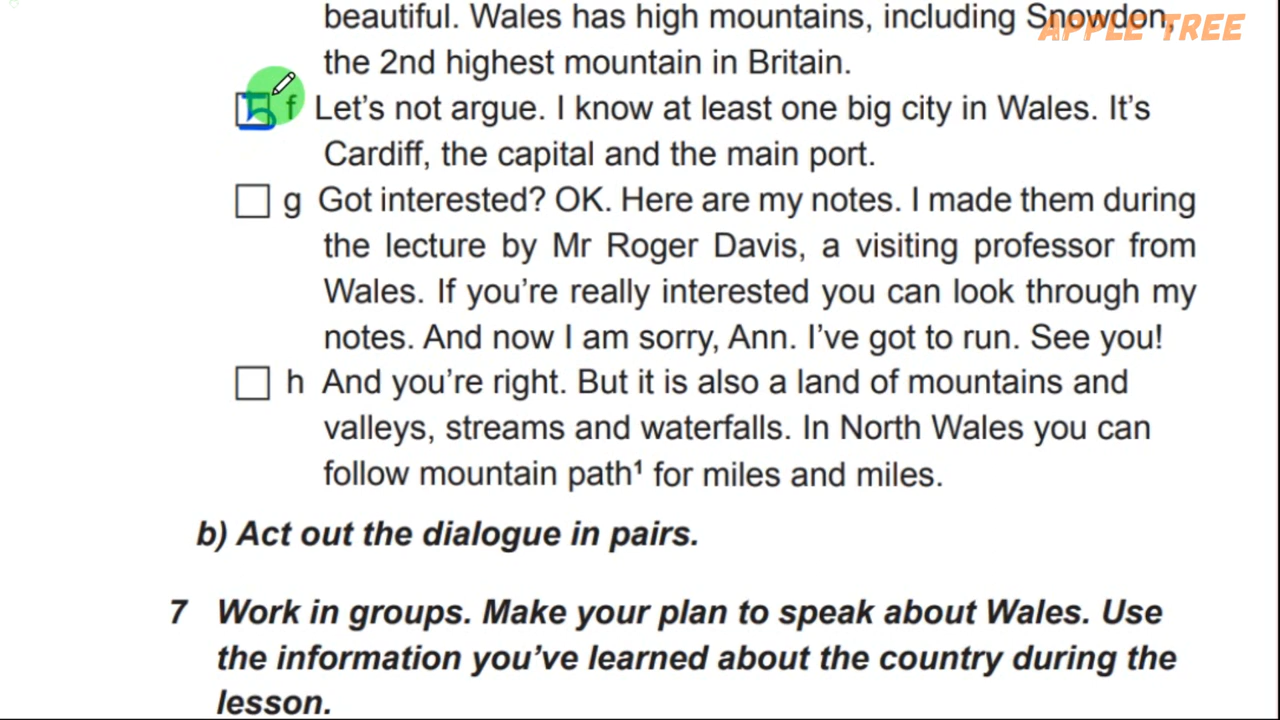 beautiful. Wales has high mountains, including Snowdon,
APPLE TREE
the 2nd highest mountain in Britain.
5 f Let's not argue. I know at least one big city in Wales. It's
Cardiff, the capital and the main port.
g Got interested? OK. Here are my notes. I made them during
the lecture by Mr Roger Davis, a visiting professor from
Wales. If you're really interested you can look through my
notes. And now I am sorry, Ann. I've got to run. See you!
h And you're right. But it is also a land of mountains and
valleys, streams and waterfalls. In North Wales you can
follow mountain path¹ for miles and miles.
b) Act out the dialogue in pairs.
7 Work in groups. Make your plan to speak about Wales. Use
the information you've learned about the country during the
lesson.